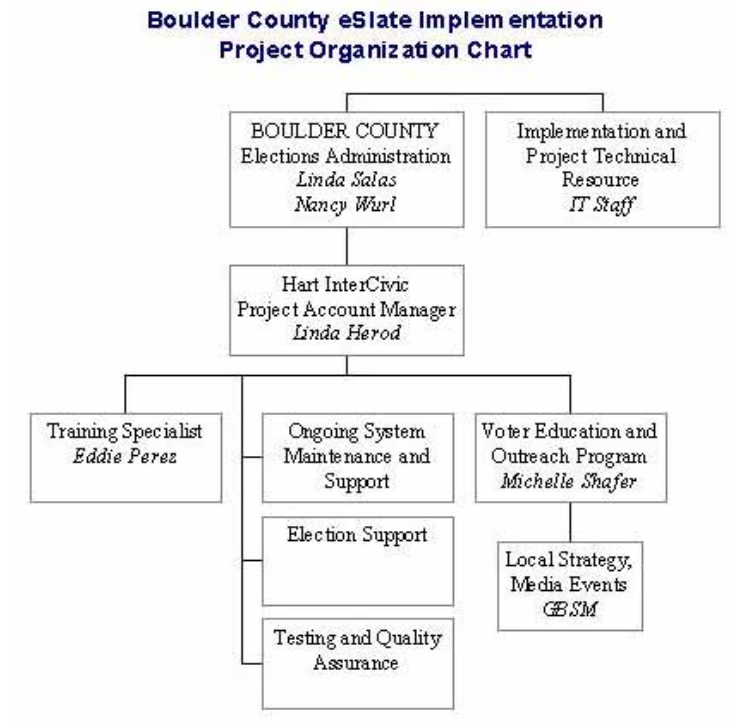 Boulder County eSlate Implementation
Project Organization Chart
BOULDER COUNTY
Elections Administration
Linda Salas
Nancy Wurl
Implementation and
Project Technical
Resource
IT Staff
Hart InterCivic
Project Account Manager
Linda Herod
Training Specialist
Eddie Perez
Ongoing System
Maintenance and
Support
Voter Education and
Outreach Program
Michelle Shafer
Election Support
Local Strategy,
Media Events
GBSM
Testing and Quality
Assurance